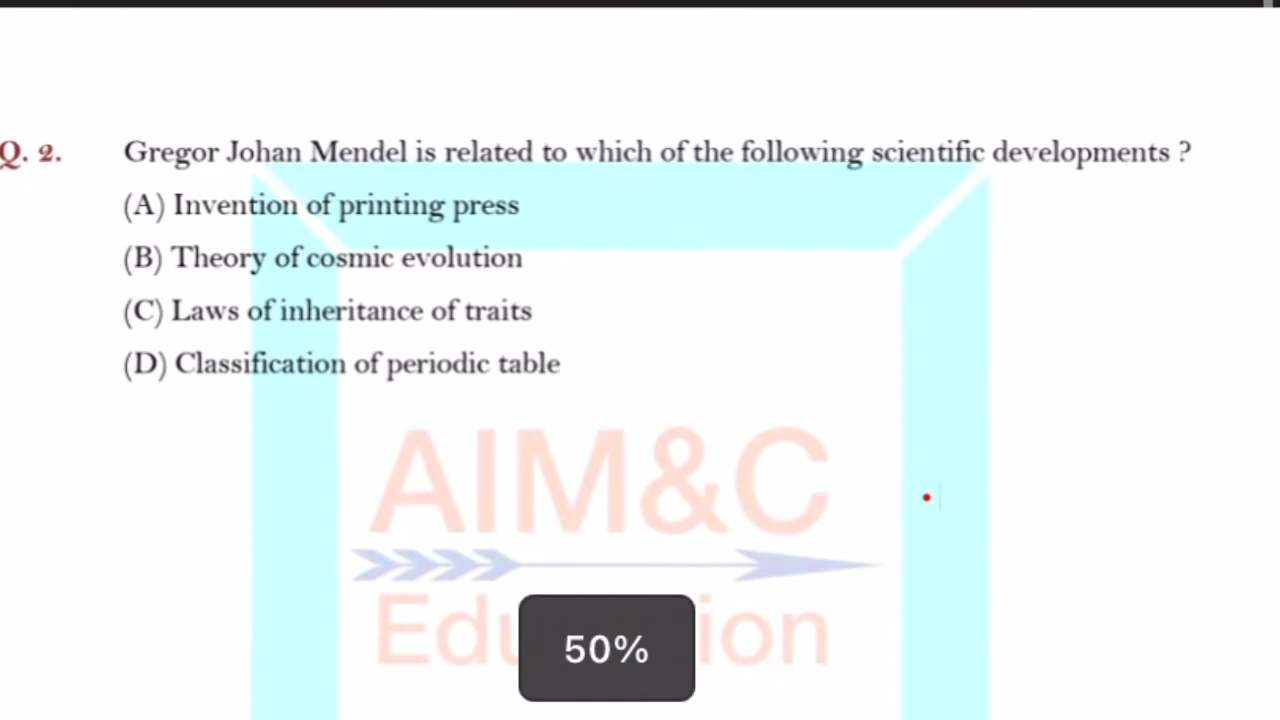 Q. 2. Gregor Johan Mendel is related to which of the following scientific developments ?
(A) Invention of printing press
(B) Theory of cosmic evolution
(C) Laws of inheritance of traits
(D) Classification of periodic table
AIM&C
50%